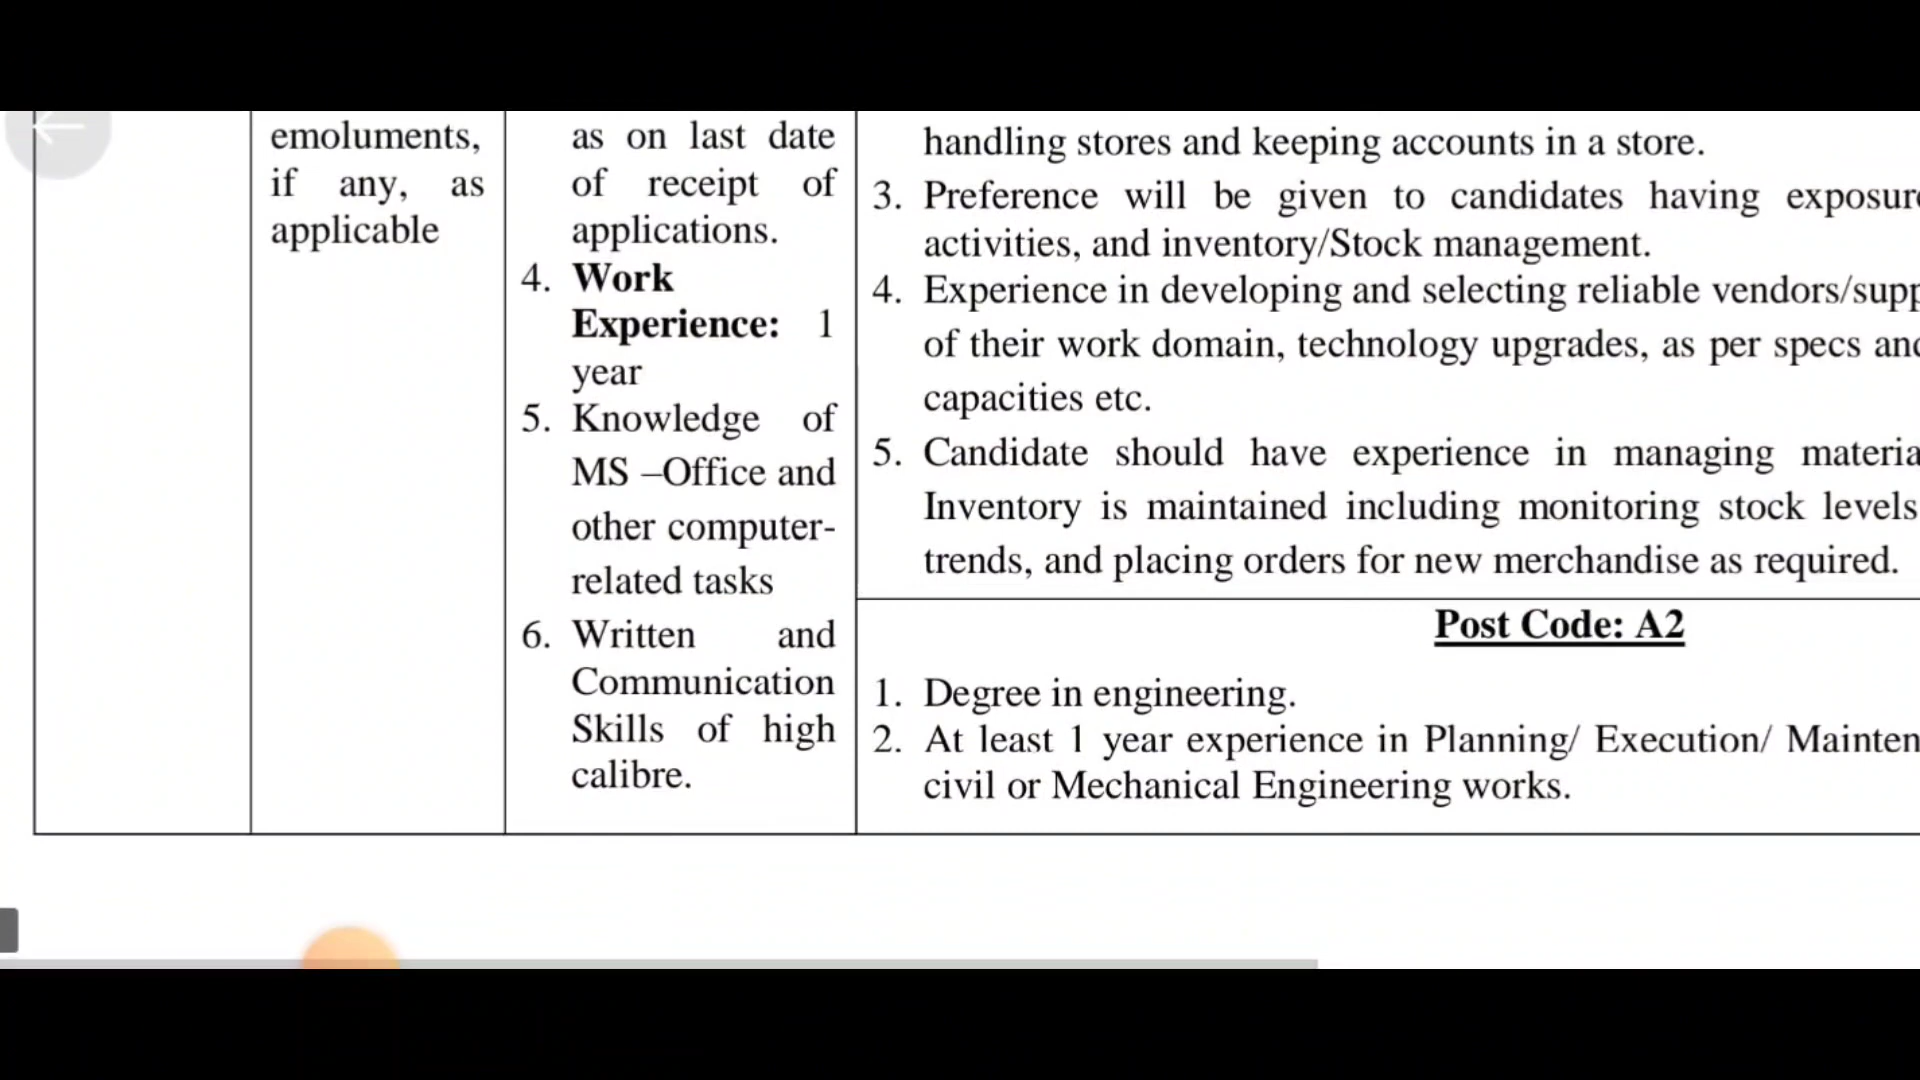 emoluments,
if any, as
applicable
as on last date
of receipt of
applications.
4. Work
Experience: 1
year
5. Knowledge of
MS –Office and
other computer-
related tasks
6. Written and
Communication
Skills of high
calibre.
handling stores and keeping accounts in a store.
3. Preference will be given to candidates having
activities, and inventory/Stock management.
4. Experience in developing and selecting reliable
of their work domain, technology upgrades, as per specs
capacities etc.
5. Candidate should have experience in managing
Inventory is maintained including monitoring stock levels
trends, and placing orders for new merchandise as required.
Post Code: A2
1. Degree in engineering.
2. At least 1 year experience in Planning/ Execution/
civil or Mechanical Engineering works.